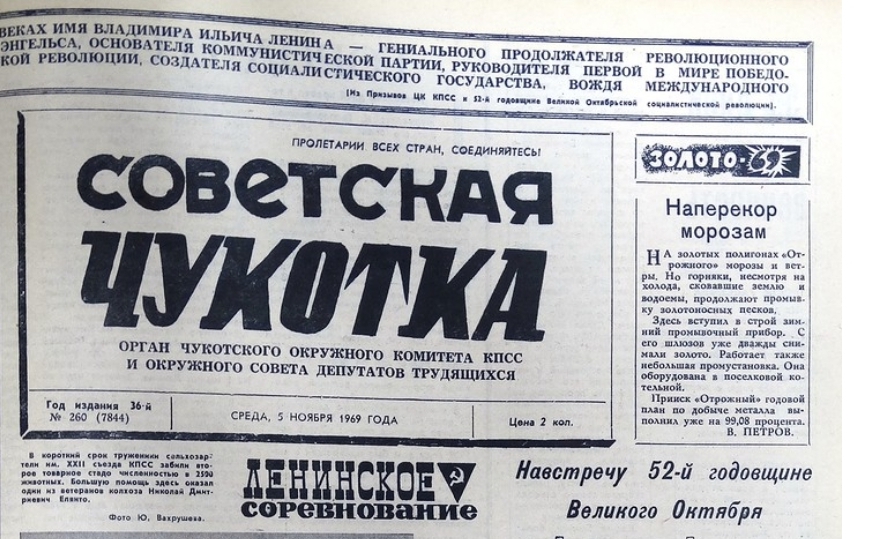 ВЕКАХ ИМЯ ВЛАДИМИРА ИЛЬИЧА ЛЕНИНА — ГЕНИАЛЬНОГО ПРОДОЛЖАТЕЛЯ РЕВОЛЮЦИОННОГО
ЭНГЕЛЬСА, ОСНОВАТЕЛЯ КОММУНИСТИЧЕСКОЙ ПАРТИИ, РУКОВОДИТЕЛЯ ПЕРВОЙ В МИРЕ ПОБЕДО-
КОЙ РЕВОЛЮЦИИ, СОЗДАТЕЛЯ СОЦИАЛИСТИЧЕСКОГО ГОСУДАРСТВА, ВОЖДЯ МЕЖДУНАРОДНОГО
(Из Призывов ЦК КПСС к 52-й годовщине Великой Октябрьской социалистической революции).
ПРОЛЕТАРИИ ВСЕХ СТРАН, СОЕДИНЯЙТЕСЬ!
СОВЕТСКАЯ
ЧУКОТКА
ОРГАН ЧУКОТСКОГО ОКРУЖНОГО КОМИТЕТА КПСС
И ОКРУЖНОГО СОВЕТА ДЕПУТАТОВ ТРУДЯЩИХСЯ
Год издания 36-й
№ 260 (7844)
СРЕДА, 5 НОЯБРЯ 1969 ГОДА
Цена 2 коп.
ЗОЛОТО-69
Наперекор
морозам
НА золотых полигонах «От-
рожного» морозы и вет-
ры. Но горняки, несмотря на
холода, сковавшие землю и
водоемы, продолжают промыв-
ку золотоносных песков.
Здесь вступил в строй зим-
ний промывочный прибор. С
его шлюзов уже дважды сни-
мали золото. Работает также
небольшая промустановка. Она
оборудована в поселковой ко-
тельной.
Прииск «Отрожный» годовой
план по добыче металла вы-
полнил уже на 99,08 процента.
В. ПЕТРОВ.
В короткий срок труженики сельхозар-
тели им. XXII съезда КПСС забили вто-
рое товарное стадо численностью в 2500
животных. Большую помощь здесь оказал
один из ветеранов колхоза Николай Дмит-
риевич Елянто.
Фото Ю. Вахрушева.
ЛЕНИНСКОЕ
СОРЕВНОВАНИЕ
Навстречу 52-й годовщине
Великого Октября